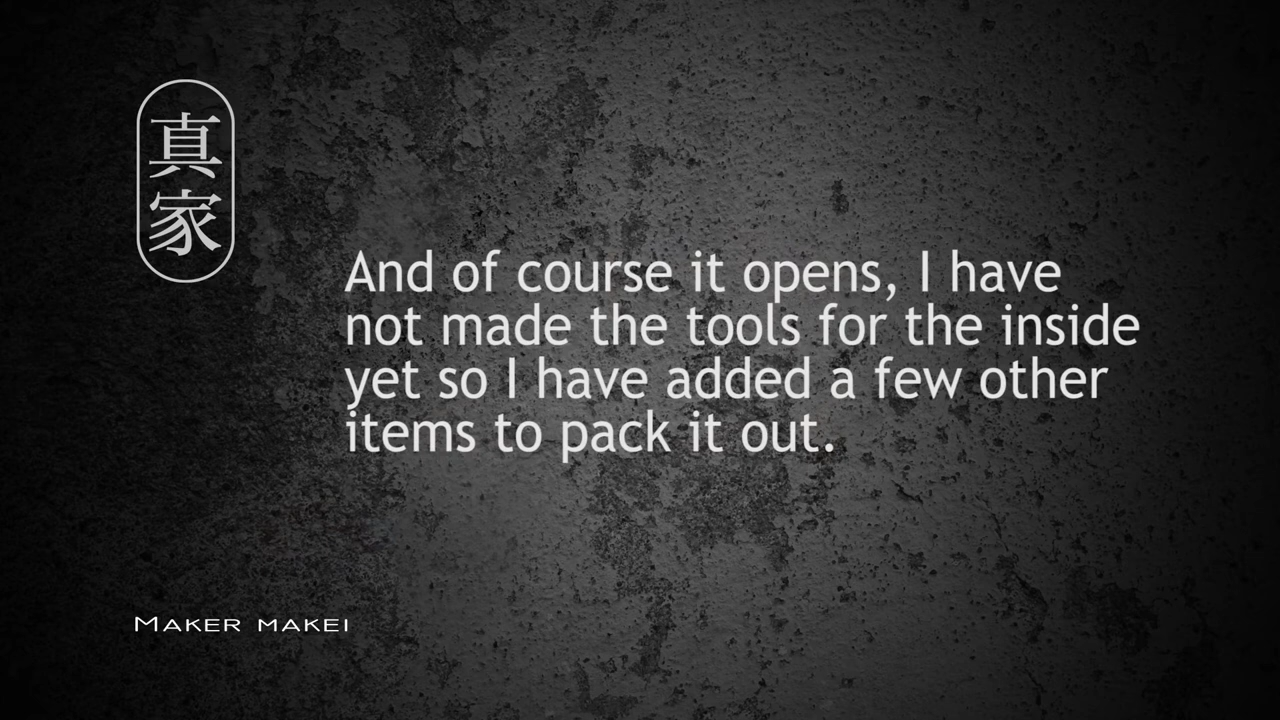 真家
And of course it opens, I have
not made the tools for the inside
yet so I have added a few other
items to pack it out.
MAKER MAKEI